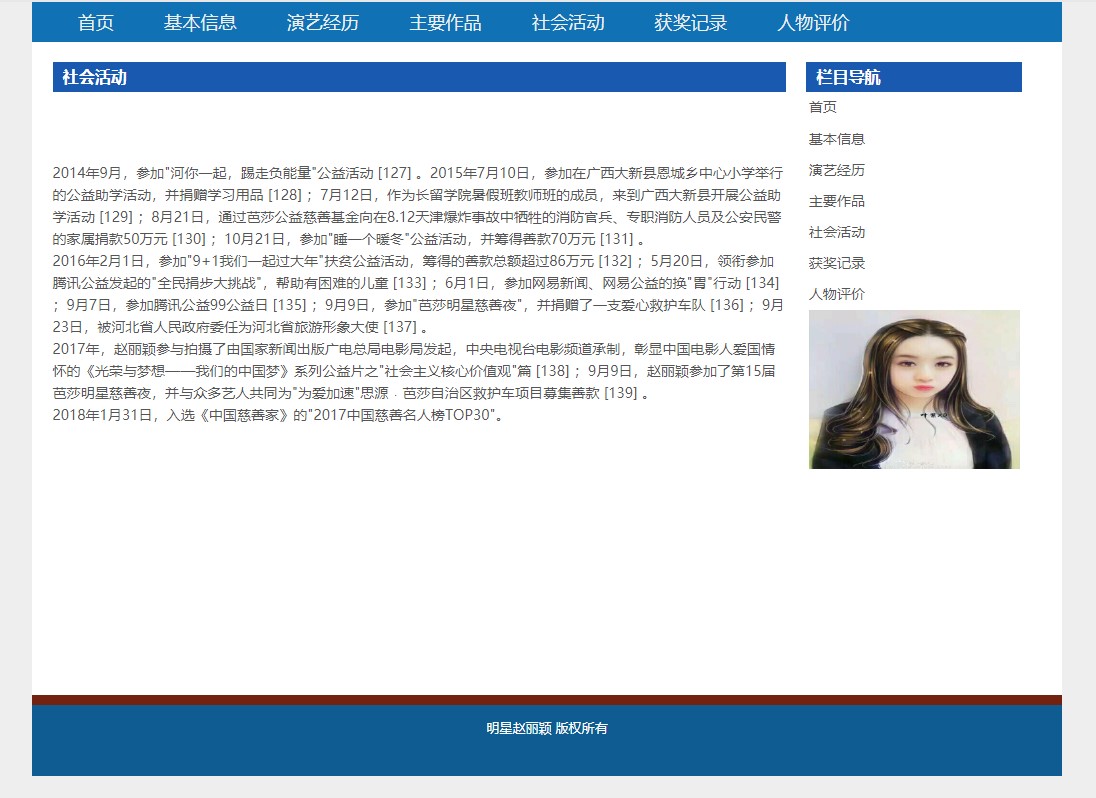 首页 基本信息 演艺经历 主要作品 社会活动 获奖记录 人物评价
社会活动
2014年9月，参加"河你一起，踢走负能量"公益活动 [127] 。2015年7月10日，参加在广西大新县恩城乡中心小学举行
的公益助学活动，并捐赠学习用品 [128] ；7月12日，作为长留学院暑假班教师班的成员，来到广西大新县开展公益助
学活动 [129] ；8月21日，通过芭莎公益慈善基金向在8.12天津爆炸事故中牺牲的消防官兵、专职消防人员及公安民警
的家属捐款50万元 [130] ；10月21日，参加"睡一个暖冬"公益活动，并筹得善款70万元 [131] 。
2016年2月1日，参加"9+1我们一起过大年"扶贫公益活动，筹得的善款总额超过86万元 [132] ；5月20日，领衔参加
腾讯公益发起的"全民捐步大挑战"，帮助有困难的儿童 [133] ；6月1日，参加网易新闻、网易公益的换"胃"行动 [134]
；9月7日，参加腾讯公益99公益日 [135] ；9月9日，参加"芭莎明星慈善夜"，并捐赠了一支爱心救护车队 [136] ；9月
23日，被河北省人民政府委任为河北省旅游形象大使 [137] 。
2017年，赵丽颖参与拍摄了由国家新闻出版广电总局电影局发起，中央电视台电影频道承制，彰显中国电影人爱国情
怀的《光荣与梦想——我们的中国梦》系列公益片之"社会主义核心价值观"篇 [138] ；9月9日，赵丽颖参加了第15届
芭莎明星慈善夜，并与众多艺人共同为"为爱加速"思源 · 芭莎自治区救护车项目募集善款 [139] 。
2018年1月31日，入选《中国慈善家》的"2017中国慈善名人榜TOP30"。
栏目导航
首页
基本信息
演艺经历
主要作品
社会活动
获奖记录
人物评价
明星赵丽颖 版权所有